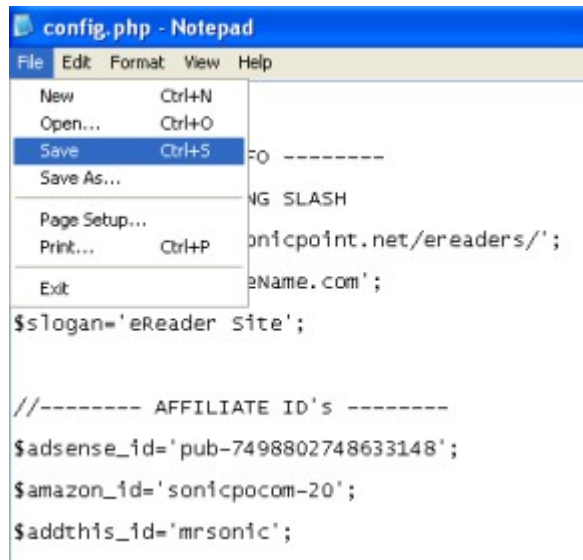 config.php - Notepad
File Edit Format View Help
New Ctrl+N
Open... Ctrl+O
Save Ctrl+S
Save As...
Page Setup...
Print... Ctrl+P
Exit
FO --------
NG SLASH
onicpoint.net/ereaders/';
eName.com';
$slogan='eReader Site';
//-------- AFFILIATE ID's --------
$adsense_id='pub-7498802748633148';
$amazon_id='sonicpocom-20';
$addthis_id='mrsonic';